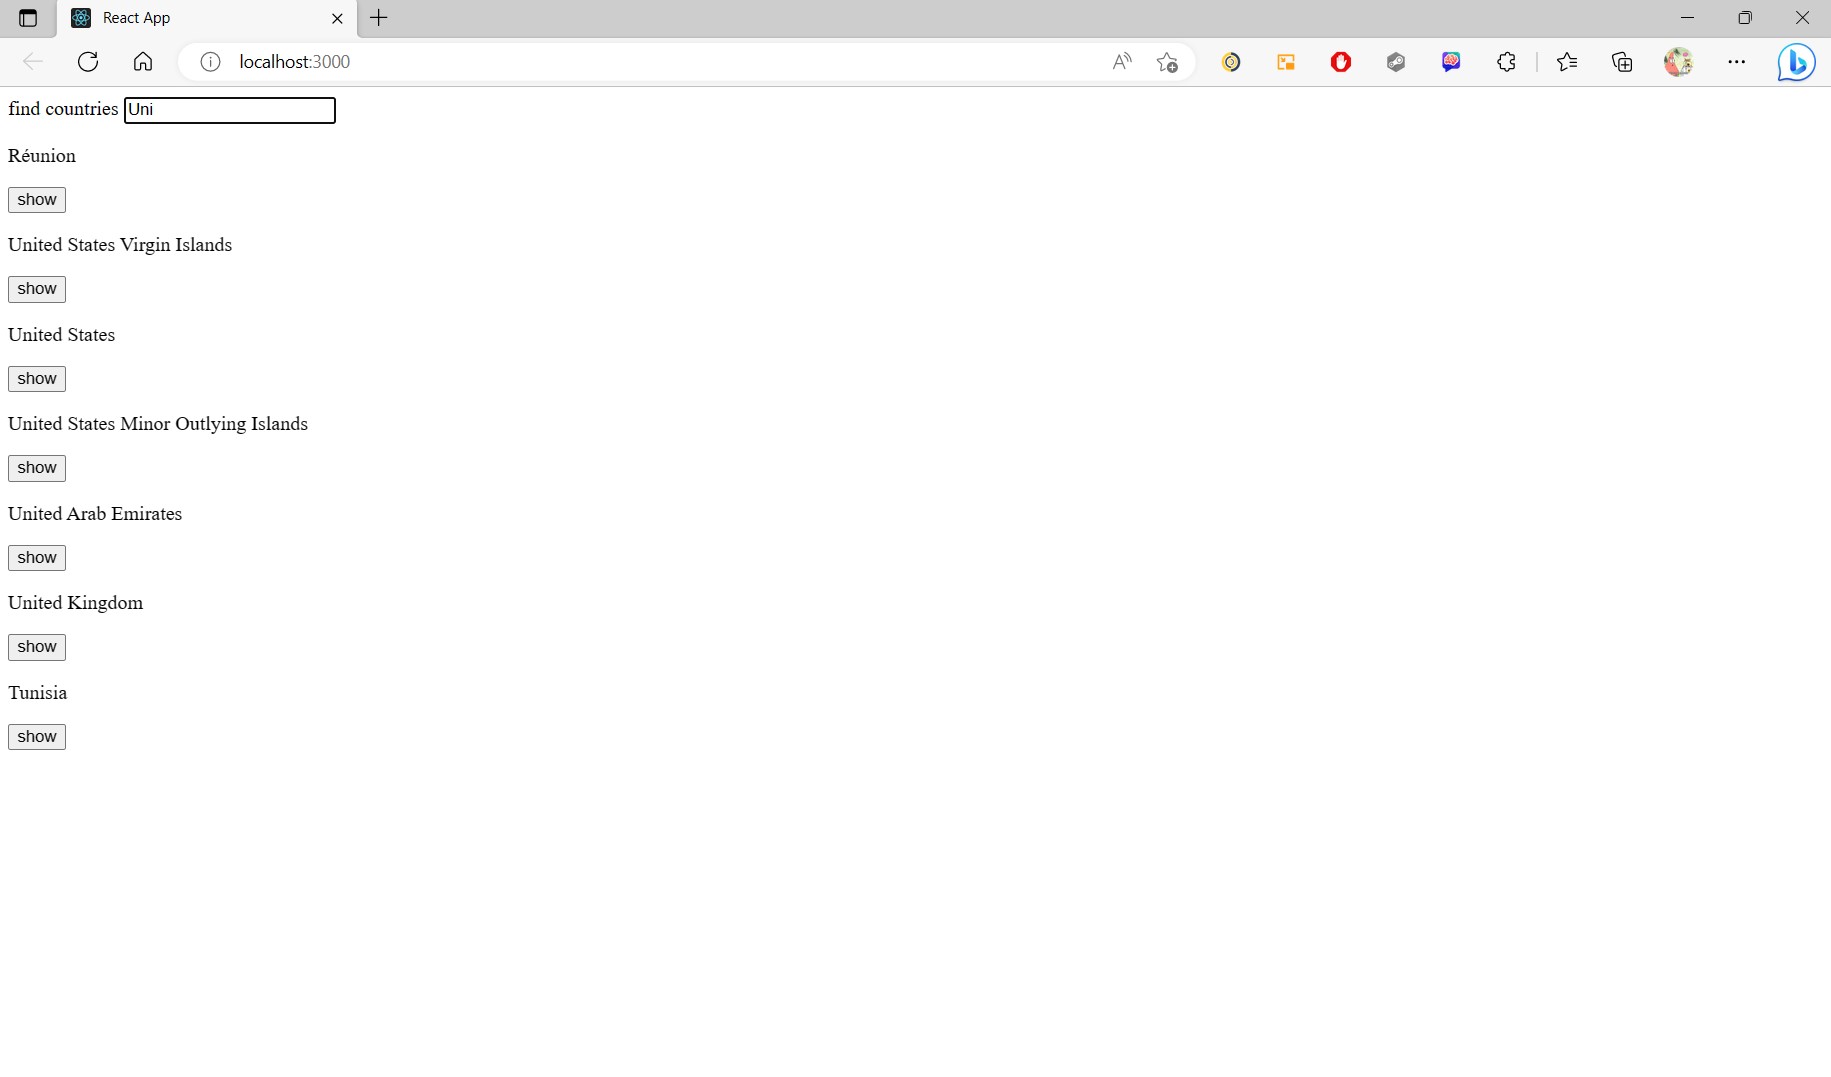 React App
localhost:3000
find countries Uni
Réunion
show
United States Virgin Islands
show
United States
show
United States Minor Outlying Islands
show
United Arab Emirates
show
United Kingdom
show
Tunisia
show